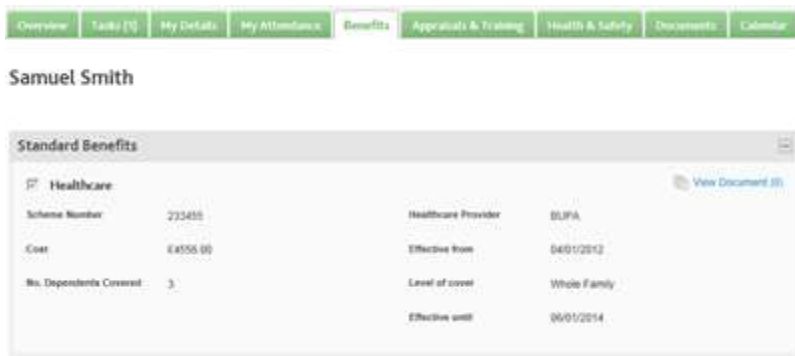 Overview Tasks [1] My Details My Attendance Benefits Appraisals & Training Health & Safety Documents Calendar
Samuel Smith
Standard Benefits
Healthcare View Document (0)
Scheme Number 233455 Healthcare Provider BUPA
Cost £4556.00 Effective from 04/01/2012
No. Dependents Covered 3 Level of cover Whole Family
Effective until 06/01/2014